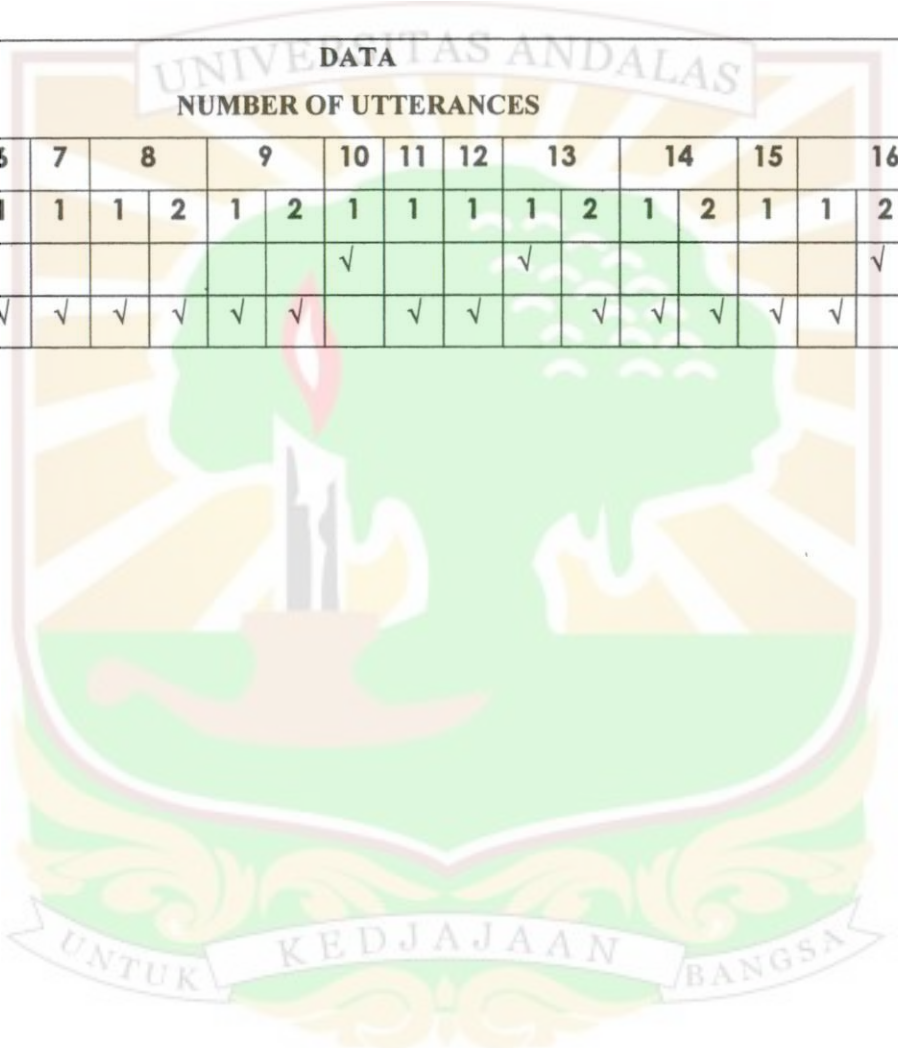 UNIVERSITAS ANDALAS
DATA
NUMBER OF UTTERANCES
7 8 9 10 11 12 13 14 15 16
1 1 2 1 2 1 1 1 1 2 1 2 1 1 2
√ √ √
√ √ √ √ √ √ √ √ √ √ √ √ √
UNTUK KEDJAJAAN BANGSA